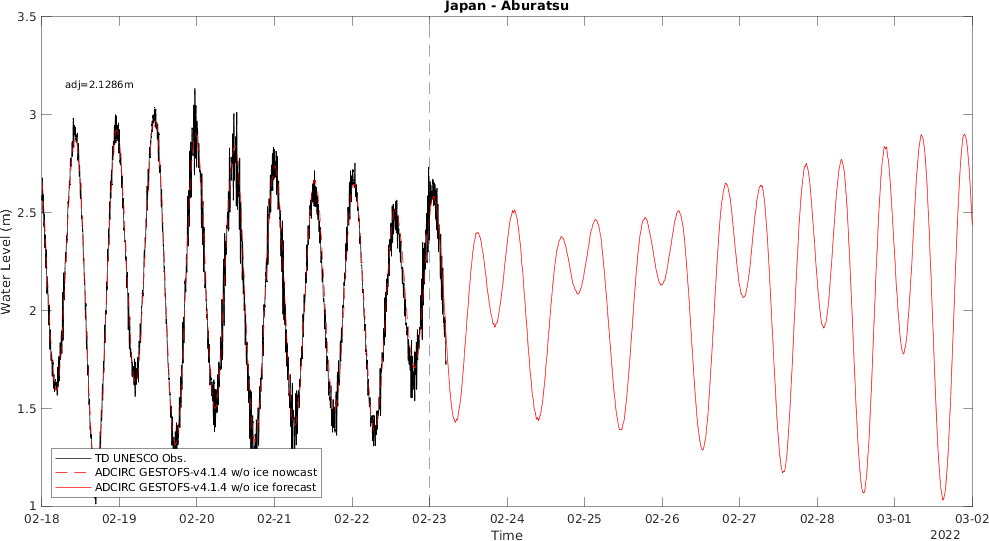 Japan - Aburatsu
3.5
adj=2.1286m
3
2.5
Water Level (m)
2
1.5
TD UNESCO Obs.
ADCIRC GESTOFS-v4.1.4 w/o ice nowcast
ADCIRC GESTOFS-v4.1.4 w/o ice forecast
1
02-18 02-19 02-20 02-21 02-22 02-23 02-24 02-25 02-26 02-27 02-28 03-01 03-02
Time
2022